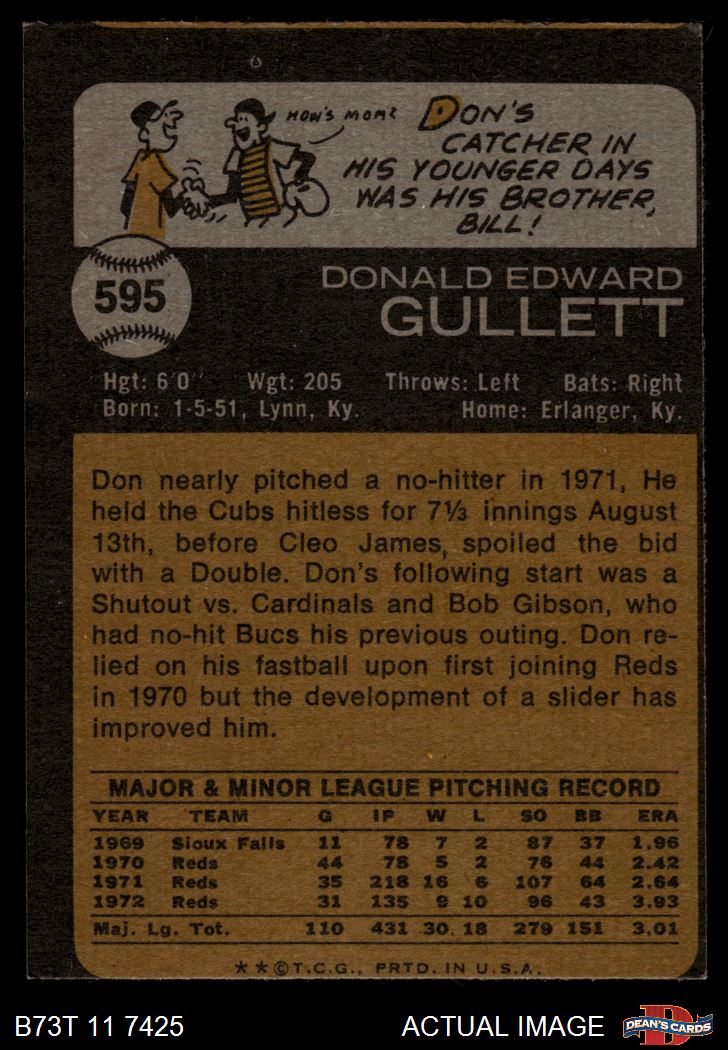 HOW'S MOM?
DON'S
CATCHER IN
HIS YOUNGER DAYS
WAS HIS BROTHER,
BILL!
595
DONALD EDWARD
GULLETT
Hgt: 6'0" Wgt: 205 Throws: Left Bats: Right
Born: 1-5-51, Lynn, Ky. Home: Erlanger, Ky.
Don nearly pitched a no-hitter in 1971, He
held the Cubs hitless for 7⅓ innings August
13th, before Cleo James, spoiled the bid
with a Double. Don's following start was a
Shutout vs. Cardinals and Bob Gibson, who
had no-hit Bucs his previous outing. Don re-
lied on his fastball upon first joining Reds
in 1970 but the development of a slider has
improved him.
MAJOR & MINOR LEAGUE PITCHING RECORD
YEAR TEAM G IP W L SO BB ERA
1969 Sioux Falls 11 78 7 2 87 37 1.96
1970 Reds 44 78 5 2 76 44 2.42
1971 Reds 35 218 16 6 107 64 2.64
1972 Reds 31 135 9 10 96 43 3.93
Maj. Lg. Tot. 110 431 30 18 279 151 3.01
**©T.C.G., PRTD. IN U.S.A.
B73T 11 7425 ACTUAL IMAGE
D
DEAN'S CARDS